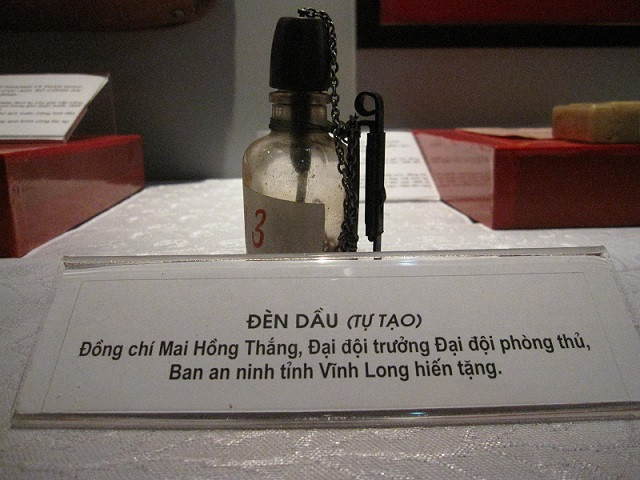 3
ĐÈN DẦU (TỰ TẠO)
Đồng chí Mai Hồng Thắng, Đại đội trưởng Đại đội phòng thủ,
Ban an ninh tỉnh Vĩnh Long hiến tặng.